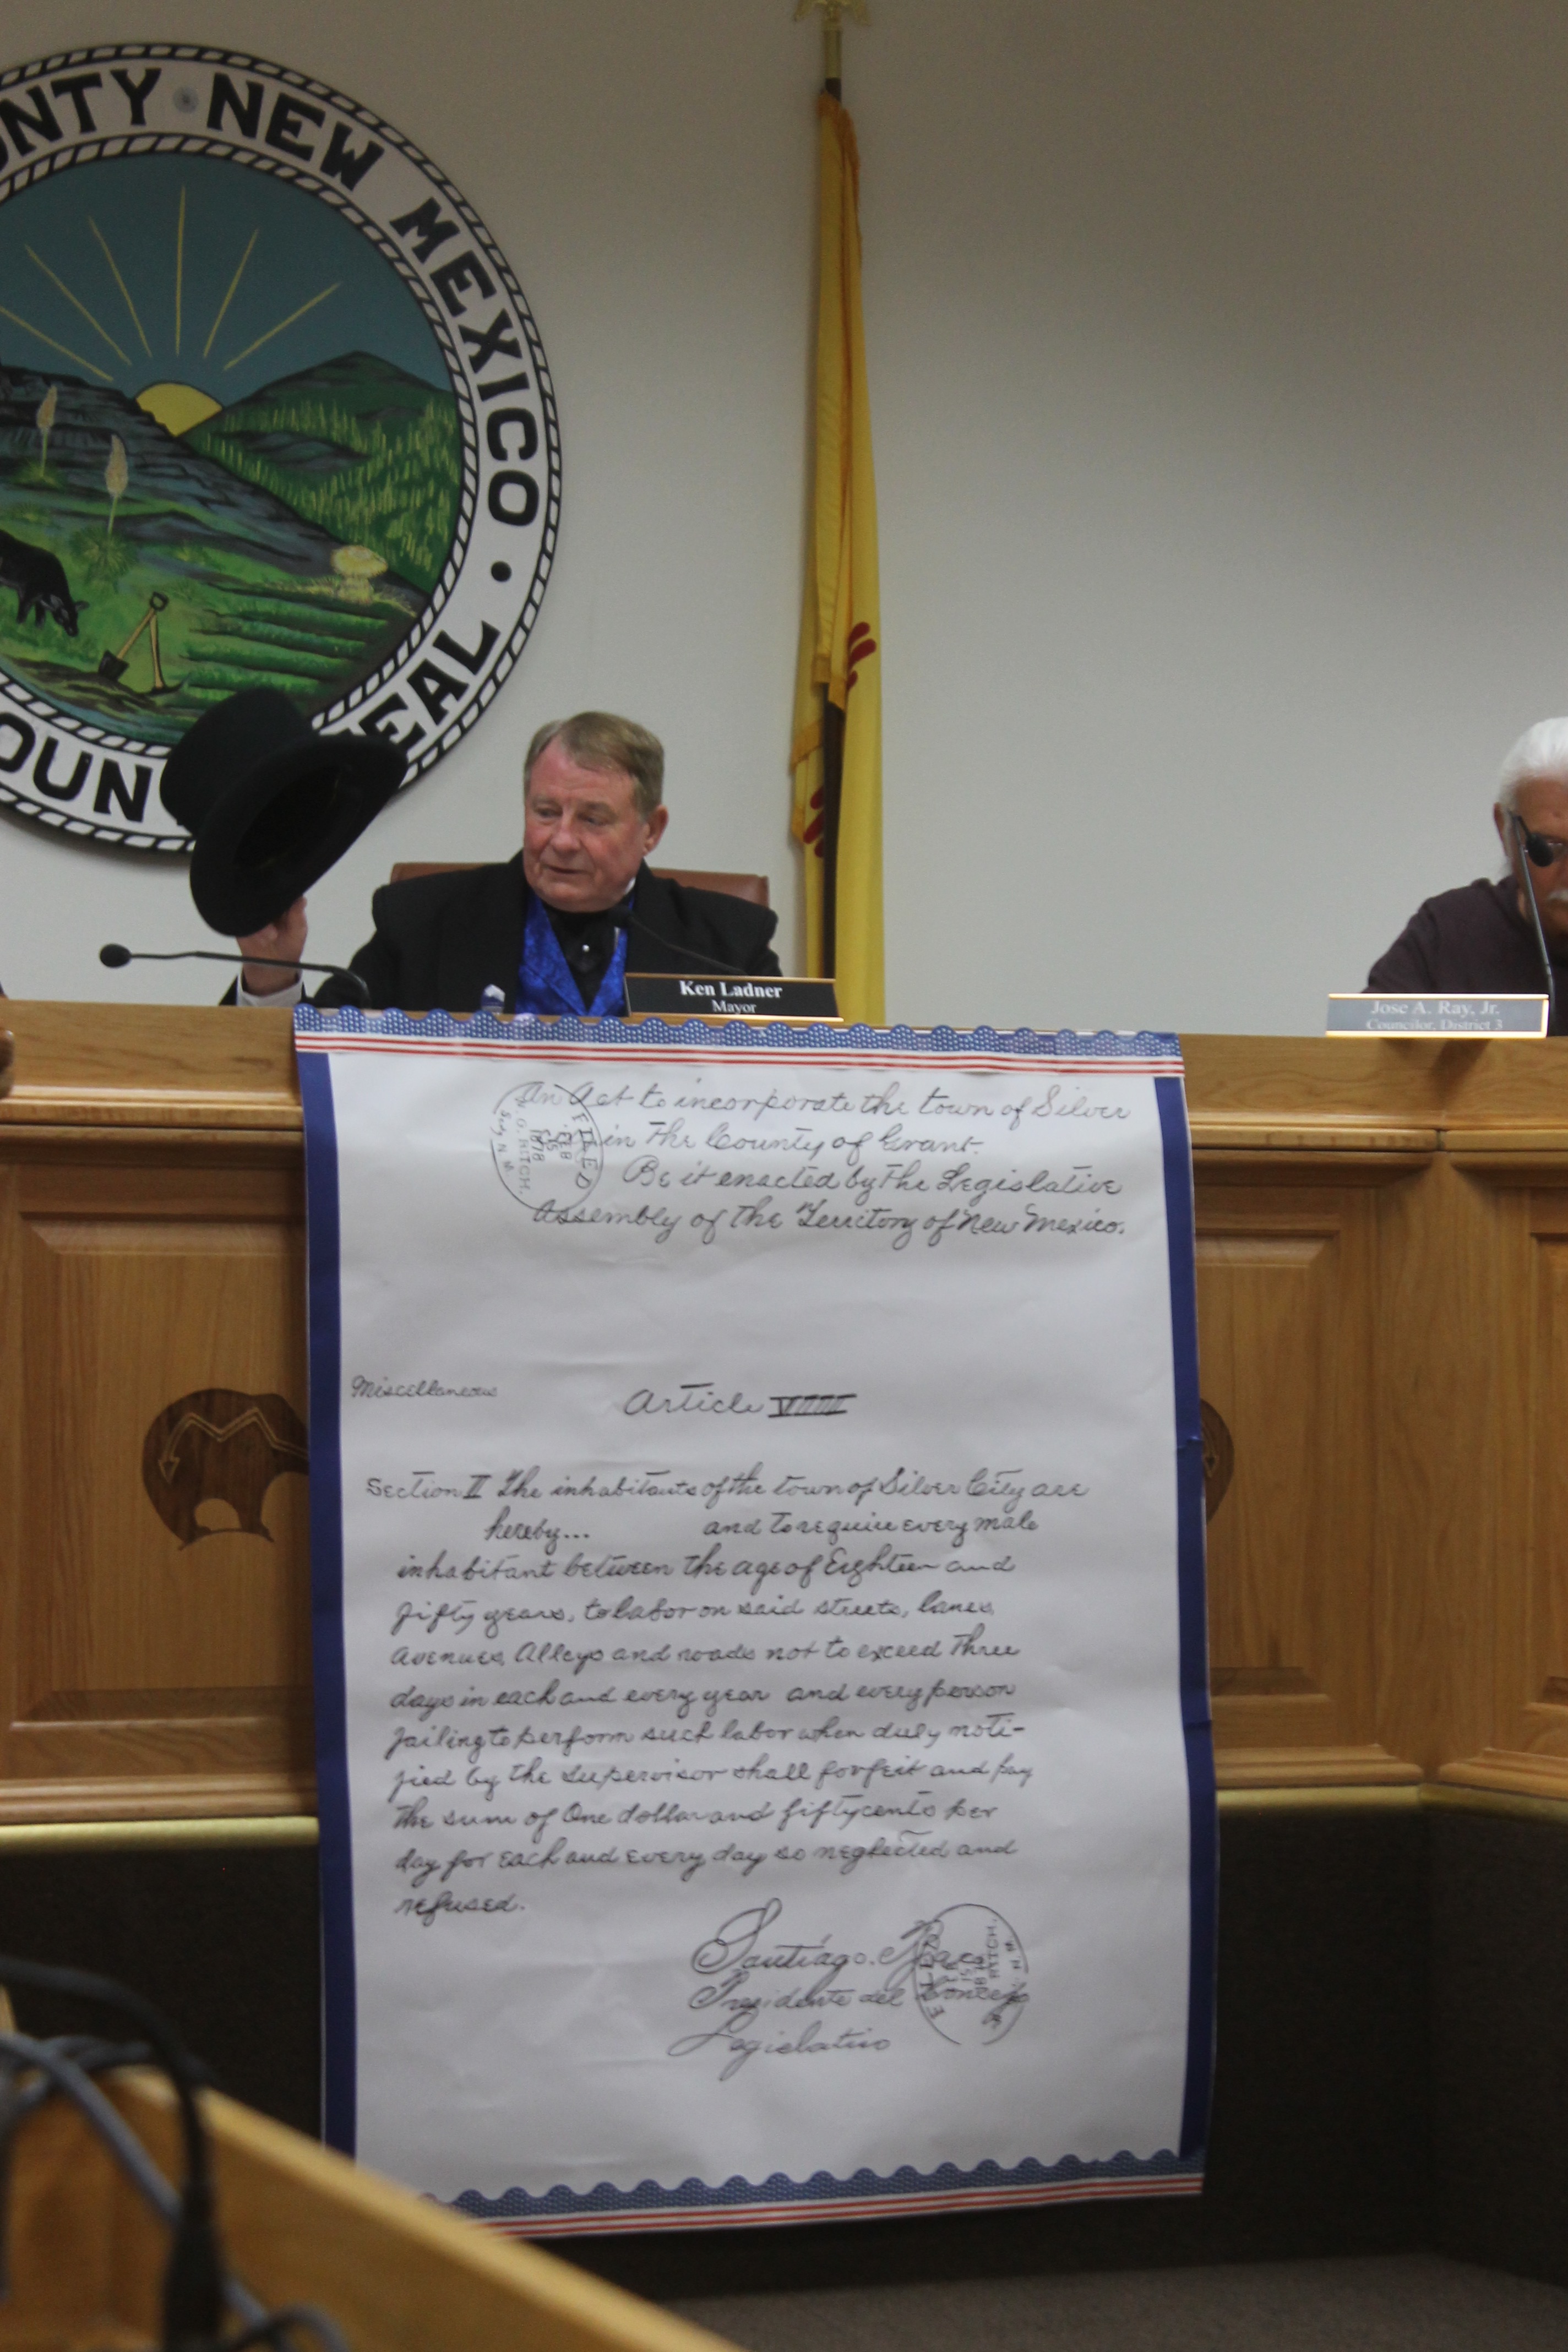 NTY · NEW MEXICO ·
OUN EAL
Ken Ladner
Mayor
Jose A. Ray, Jr.
Councilor, District 3
An Act to incorporate the town of Silver
in the County of Grant.
Be it enacted by the Legislative
Assembly of the Territory of New Mexico.
FILED
FEB
15
1878
W. G. RITCH.
Sec'y N. M.
Miscellaneous
Article VIIII
Section II The inhabitants of the town of Silver City are
hereby... and to require every male
inhabitant between the age of Eighteen and
fifty years, to labor on said streets, lanes,
avenues, Alleys and roads not to exceed Three
days in each and every year and every person
failing to perform such labor when duly noti-
fied by the supervisor shall forfeit and pay
the sum of One dollar and fifty cents per
day for each and every day so neglected and
refused.
Santiágo. Baca
Presidente del Concejo
Legislativo
RITCH.
N. M.